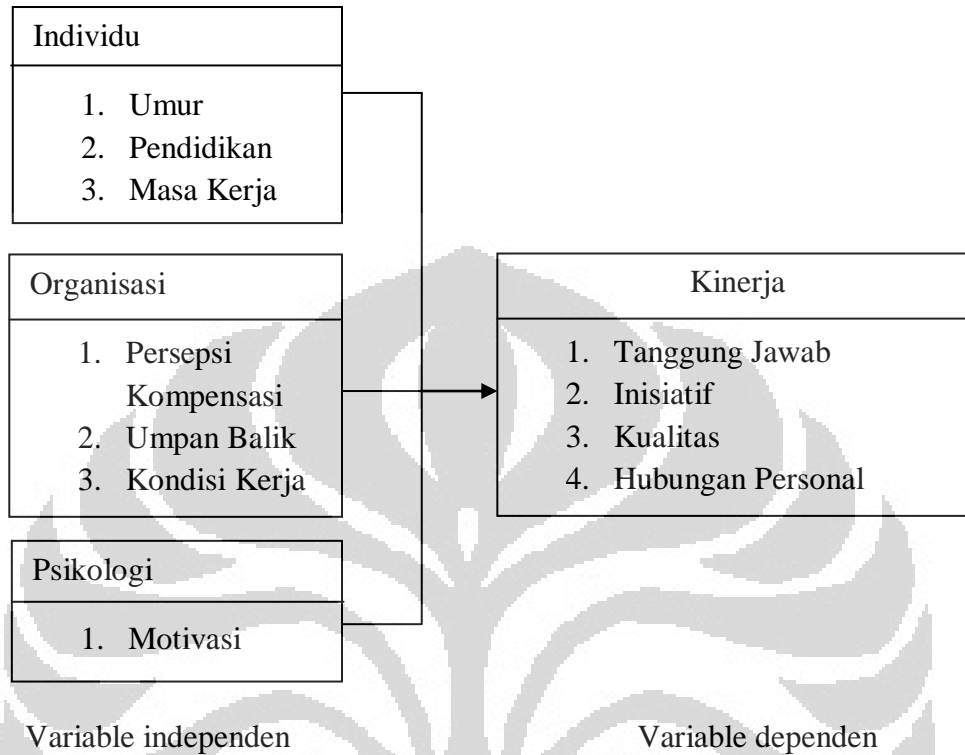 Individu
1. Umur
2. Pendidikan
3. Masa Kerja
Organisasi
1. Persepsi
Kompensasi
2. Umpan Balik
3. Kondisi Kerja
Psikologi
1. Motivasi
Variable independen
Kinerja
1. Tanggung Jawab
2. Inisiatif
3. Kualitas
4. Hubungan Personal
Variable dependen